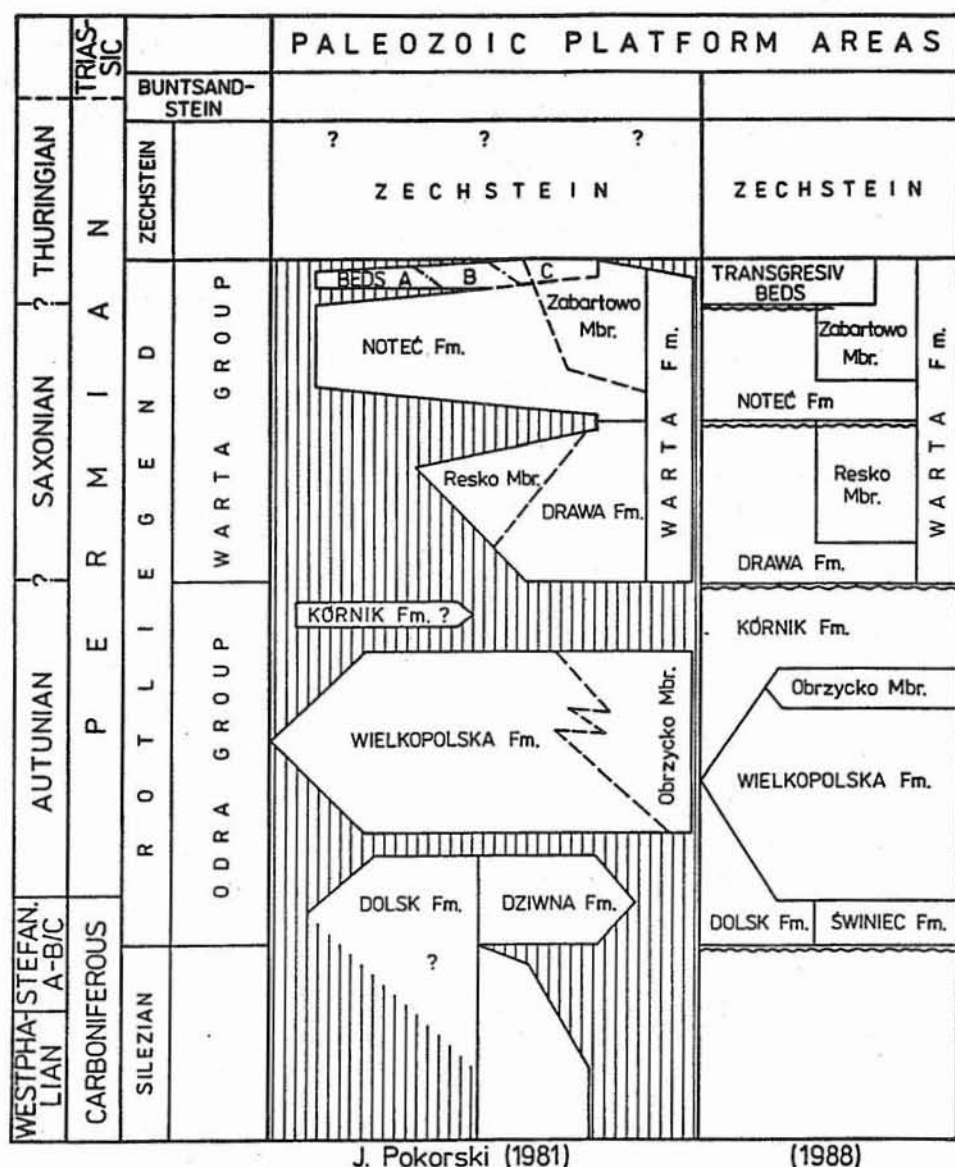 PALEOZOIC PLATFORM AREAS
TRIAS-
SIC
BUNTSAND-
STEIN
THURINGIAN
?
SAXONIAN
?
AUTUNIAN
STEFAN.
A-B/C
WESTPHA-
LIAN
PERMIAN
CARBONIFEROUS
ZECHSTEIN
ROTLIEGEND
SILEZIAN
WARTA GROUP
ODRA GROUP
? ? ?
ZECHSTEIN
BEDS A
B
C
Zabartowo
Mbr.
NOTEĆ Fm.
WARTA Fm.
Resko Mbr.
DRAWA Fm.
KÓRNIK Fm. ?
WIELKOPOLSKA Fm.
Obrzycko Mbr.
DOLSK Fm.
DZIWNA Fm.
?
J. Pokorski (1981)
ZECHSTEIN
TRANSGRESIV
BEDS
Zabartowo
Mbr.
NOTEĆ Fm
WARTA Fm.
Resko
Mbr.
DRAWA Fm.
KÓRNIK Fm.
Obrzycko Mbr.
WIELKOPOLSKA Fm.
DOLSK Fm.
ŚWINIEC Fm.
(1988)